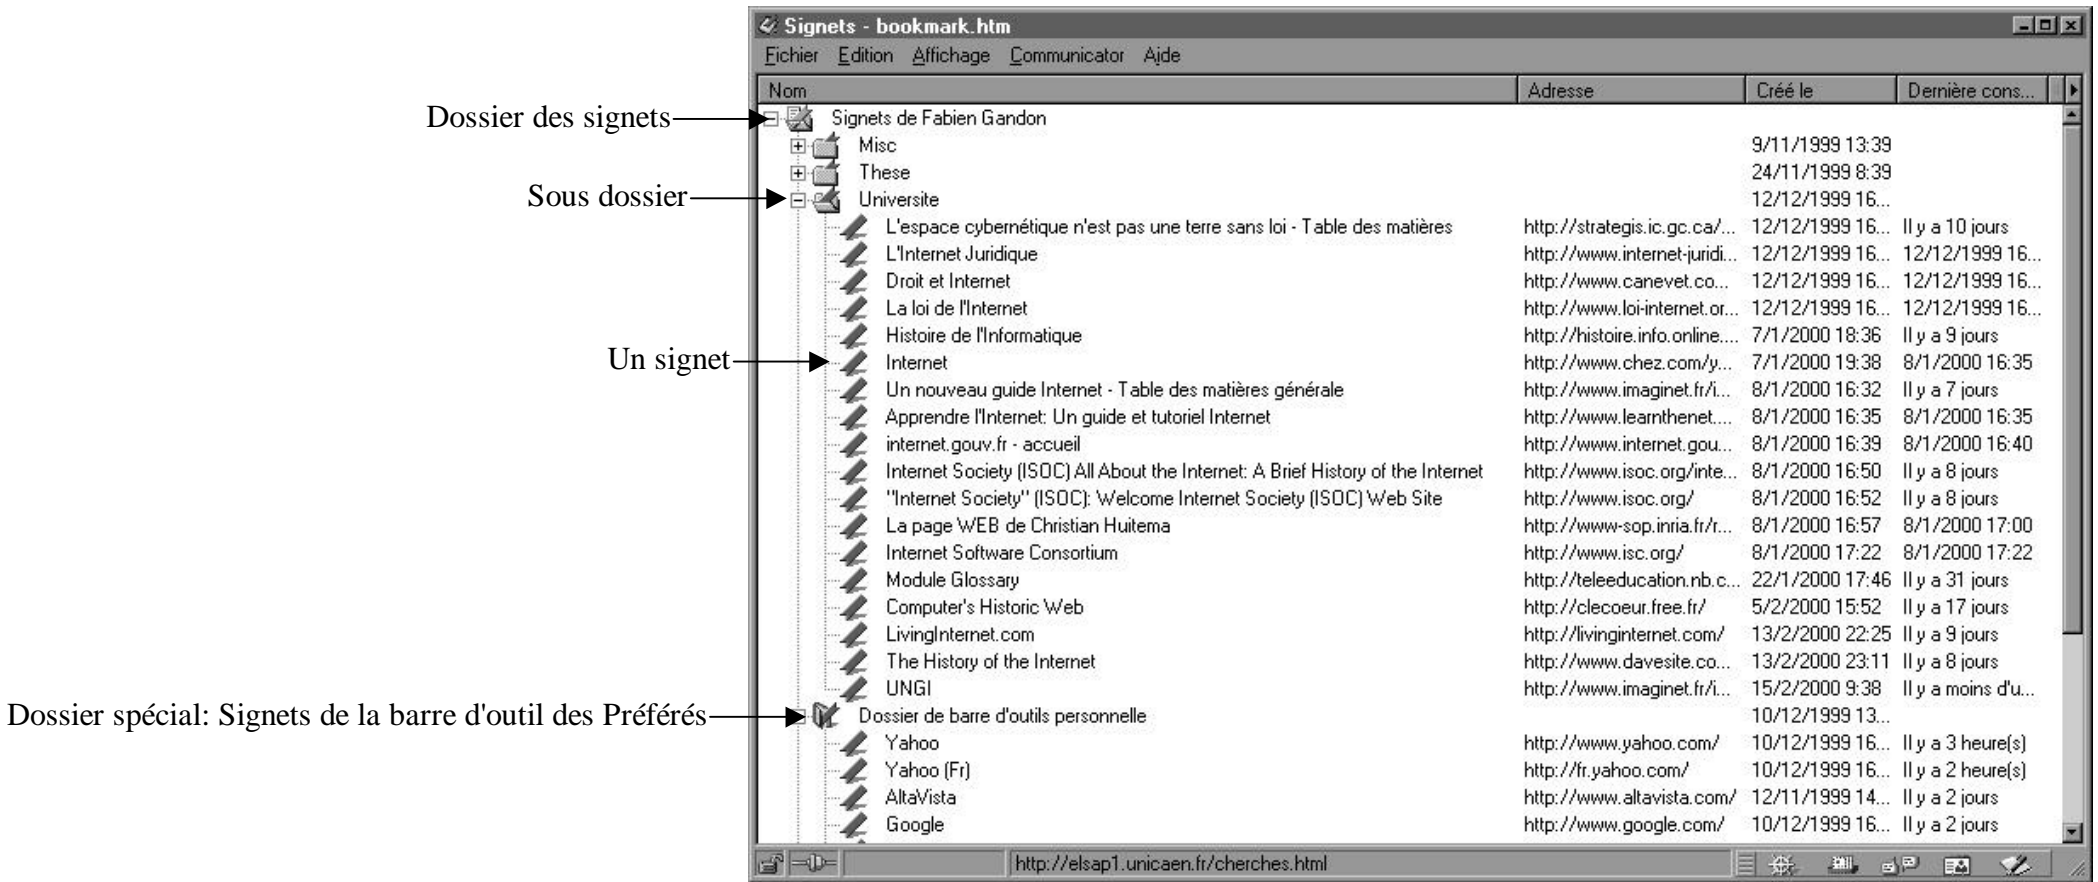 Signets - bookmark.htm
Fichier Edition Affichage Communicator Aide
Nom Adresse Créé le Dernière cons...
Dossier des signets Signets de Fabien Gandon
Misc 9/11/1999 13:39
These 24/11/1999 8:39
Sous dossier Universite 12/12/1999 16...
L'espace cybernétique n'est pas une terre sans loi - Table des matières http://strategis.ic.gc.ca/... 12/12/1999 16... Il y a 10 jours
L'Internet Juridique http://www.internet-juridi... 12/12/1999 16... 12/12/1999 16...
Droit et Internet http://www.canevet.co... 12/12/1999 16... 12/12/1999 16...
La loi de l'Internet http://www.loi-internet.or... 12/12/1999 16... 12/12/1999 16...
Histoire de l'Informatique http://histoire.info.online.... 7/1/2000 18:36 Il y a 9 jours
Un signet Internet http://www.chez.com/y... 7/1/2000 19:38 8/1/2000 16:35
Un nouveau guide Internet - Table des matières générale http://www.imaginet.fr/i... 8/1/2000 16:32 Il y a 7 jours
Apprendre l'Internet: Un guide et tutoriel Internet http://www.learnthenet.... 8/1/2000 16:35 8/1/2000 16:35
internet.gouv.fr - accueil http://www.internet.gou... 8/1/2000 16:39 8/1/2000 16:40
Internet Society (ISOC) All About the Internet: A Brief History of the Internet http://www.isoc.org/inte... 8/1/2000 16:50 Il y a 8 jours
"Internet Society" (ISOC): Welcome Internet Society (ISOC) Web Site http://www.isoc.org/ 8/1/2000 16:52 Il y a 8 jours
La page WEB de Christian Huitema http://www-sop.inria.fr/r... 8/1/2000 16:57 8/1/2000 17:00
Internet Software Consortium http://www.isc.org/ 8/1/2000 17:22 8/1/2000 17:22
Module Glossary http://teleeducation.nb.c... 22/1/2000 17:46 Il y a 31 jours
Computer's Historic Web http://clecoeur.free.fr/ 5/2/2000 15:52 Il y a 17 jours
LivingInternet.com http://livinginternet.com/ 13/2/2000 22:25 Il y a 9 jours
The History of the Internet http://www.davesite.co... 13/2/2000 23:11 Il y a 8 jours
UNGI http://www.imaginet.fr/i... 15/2/2000 9:38 Il y a moins d'u...
Dossier spécial: Signets de la barre d'outil des Préférés Dossier de barre d'outils personnelle 10/12/1999 13...
Yahoo http://www.yahoo.com/ 10/12/1999 16... Il y a 3 heure(s)
Yahoo (Fr) http://fr.yahoo.com/ 10/12/1999 16... Il y a 2 heure(s)
AltaVista http://www.altavista.com/ 12/11/1999 14... Il y a 2 jours
Google http://www.google.com/ 10/12/1999 16... Il y a 2 jours
http://elsap1.unicaen.fr/cherches.html